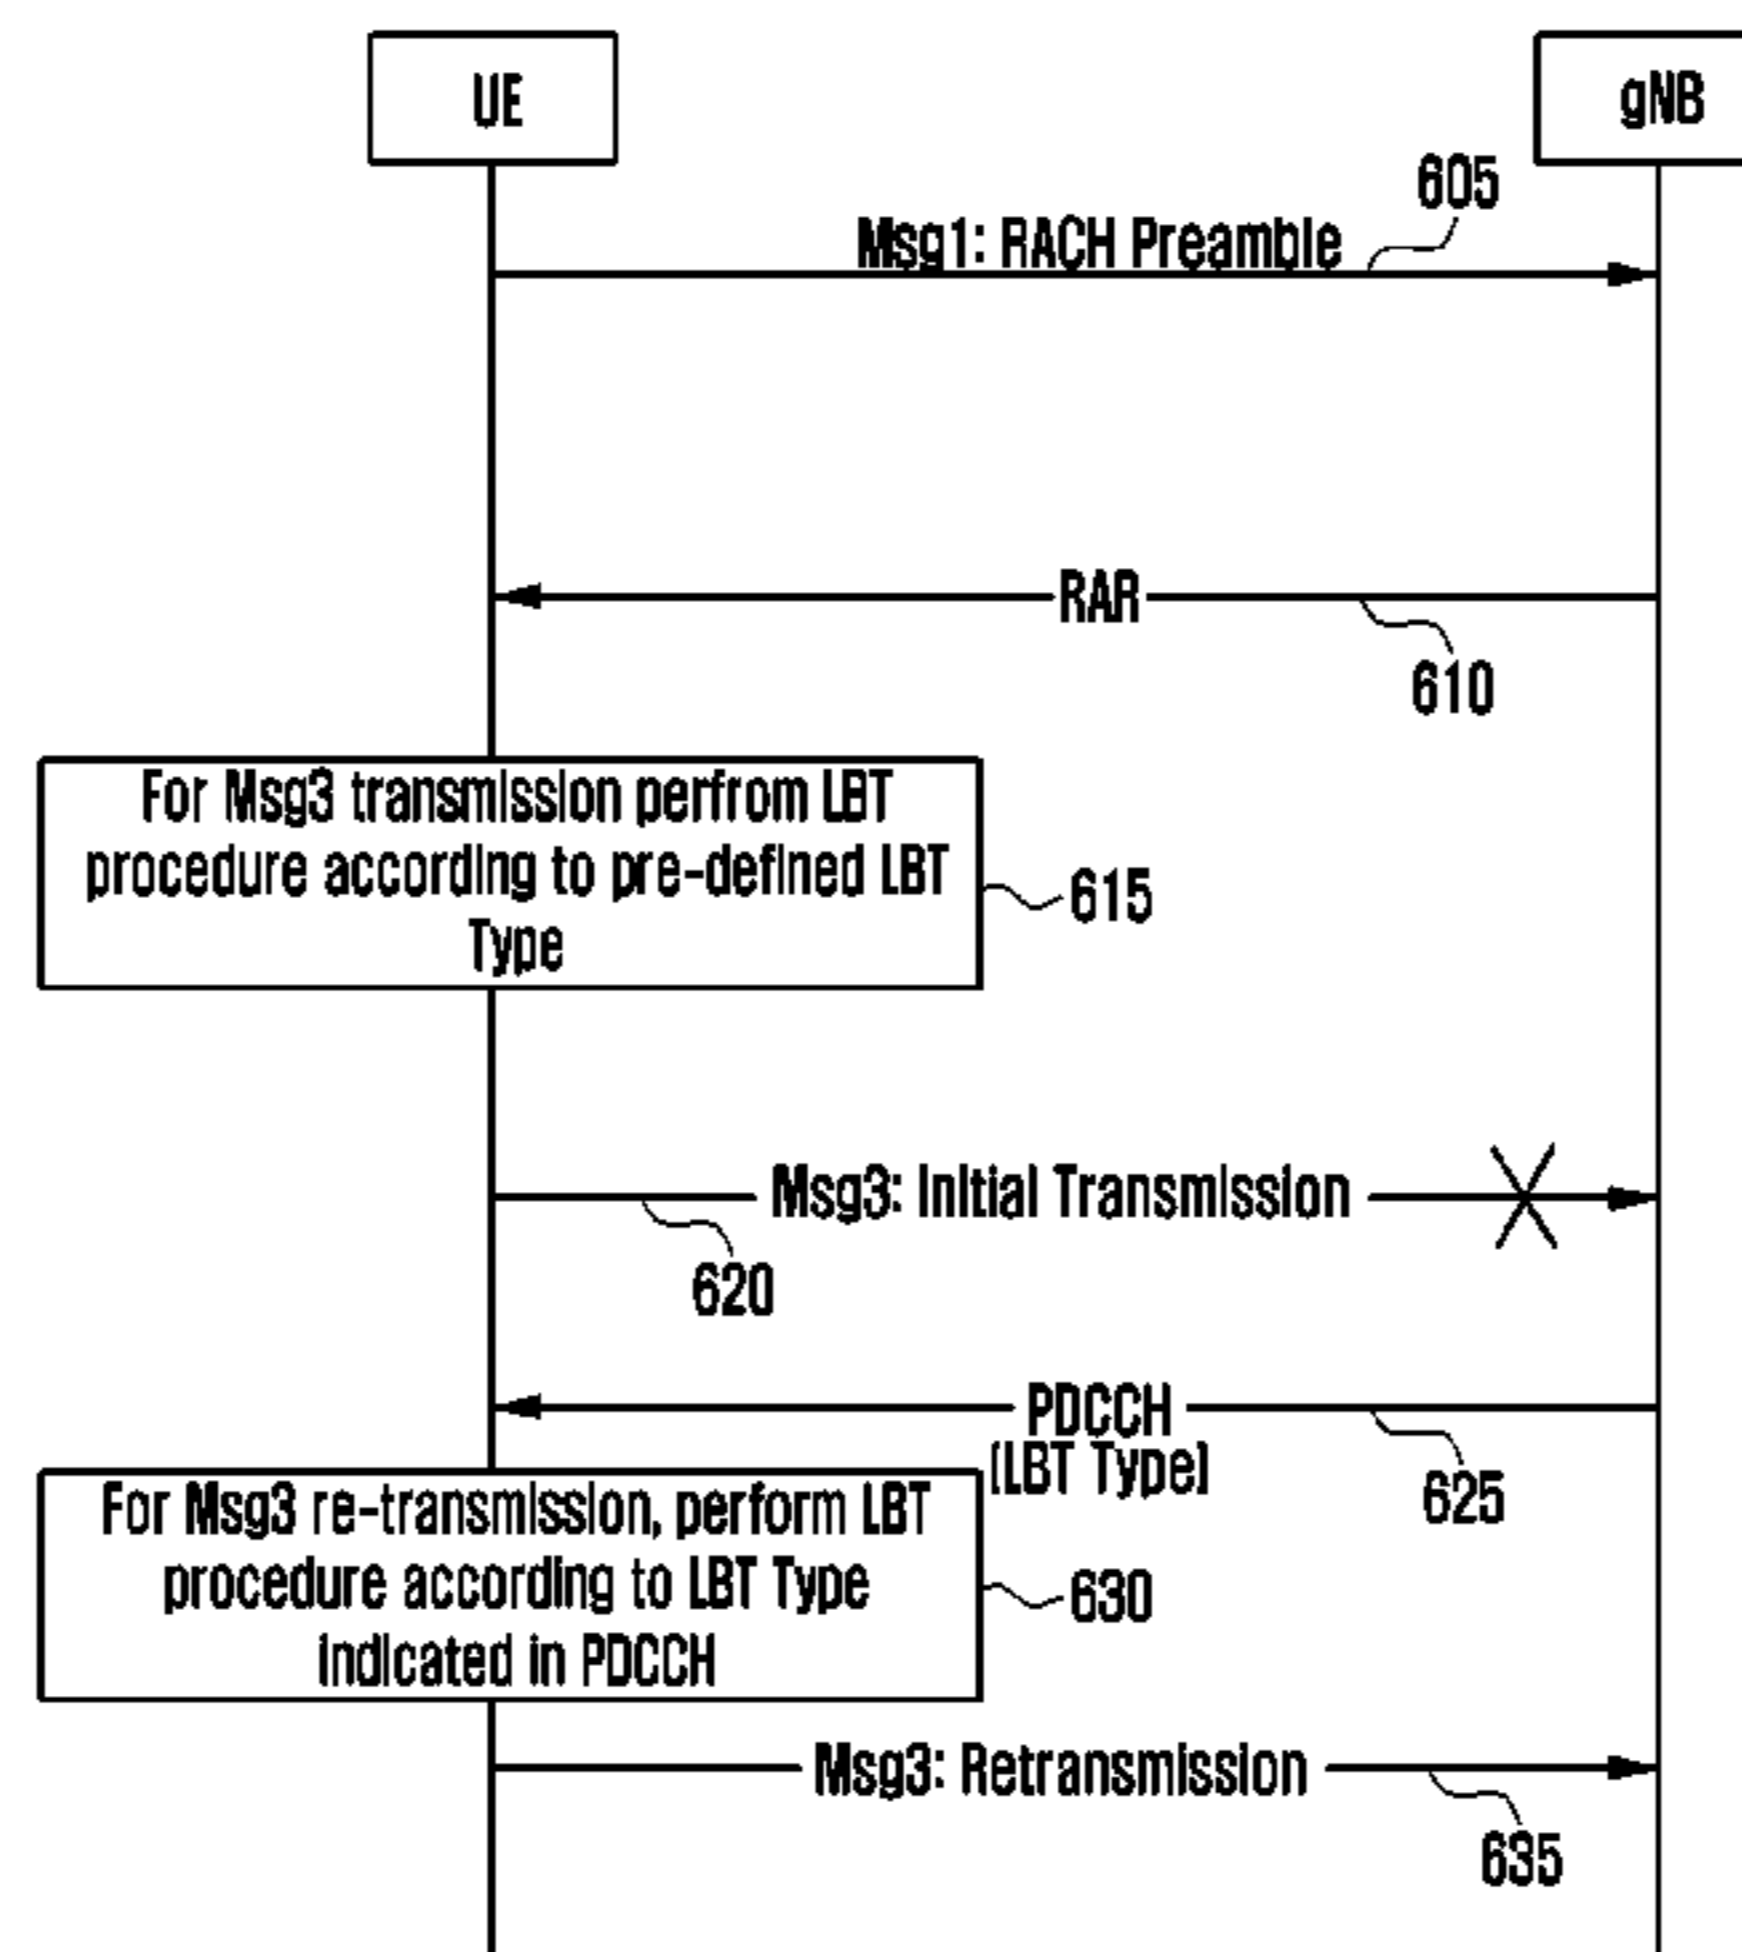 UE
gNB
605
Msg1: RACH Preamble
RAR
610
For Msg3 transmission perfrom LBT
procedure according to pre-defined LBT
Type
615
Msg3: Initial Transmission
620
PDCCH
(LBT Type)
625
For Msg3 re-transmission, perform LBT
procedure according to LBT Type
indicated in PDCCH
630
Msg3: Retransmission
635